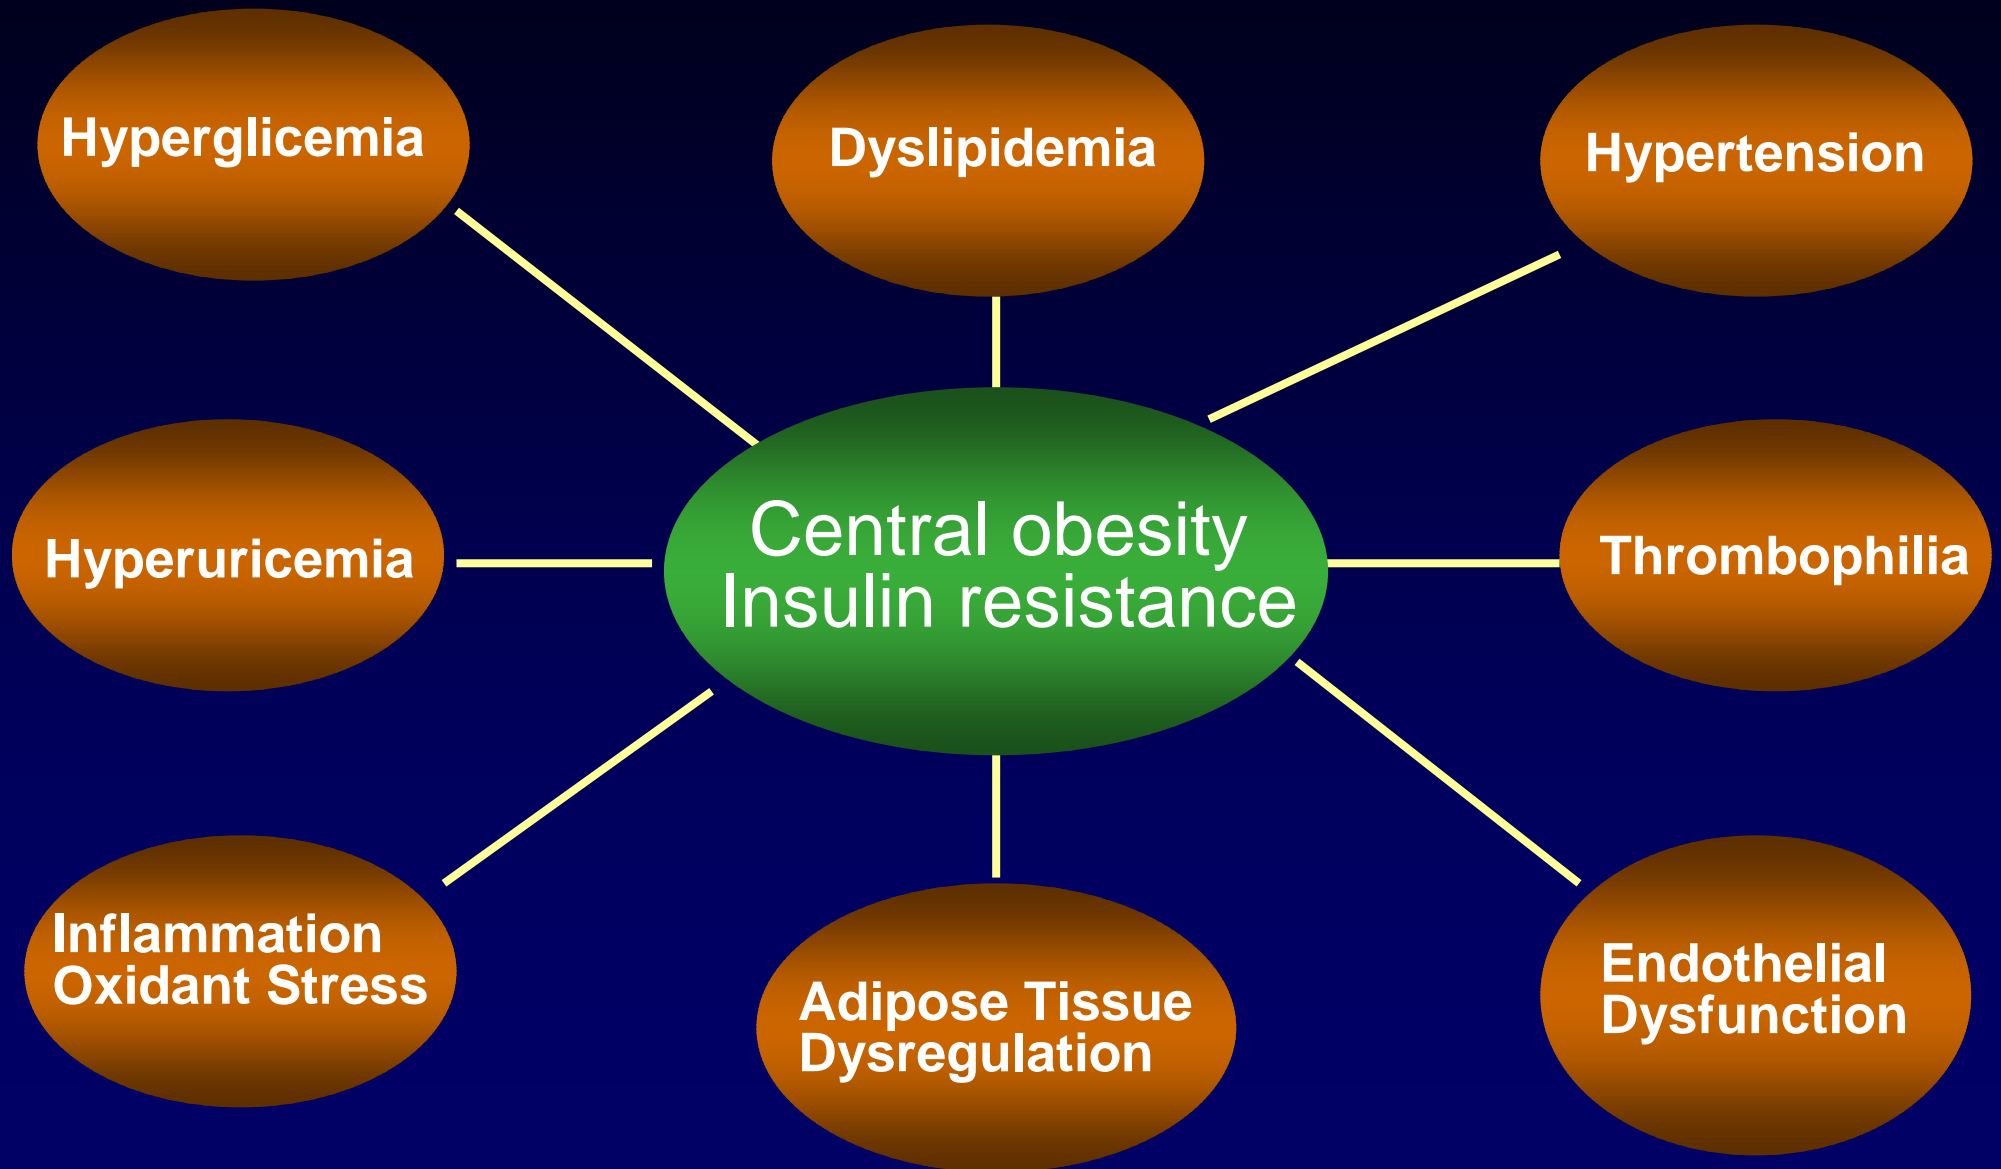 Hyperglicemia
Dyslipidemia
Hypertension
Central obesity
Insulin resistance
Hyperuricemia
Thrombophilia
Inflammation
Oxidant Stress
Adipose Tissue
Dysregulation
Endothelial
Dysfunction